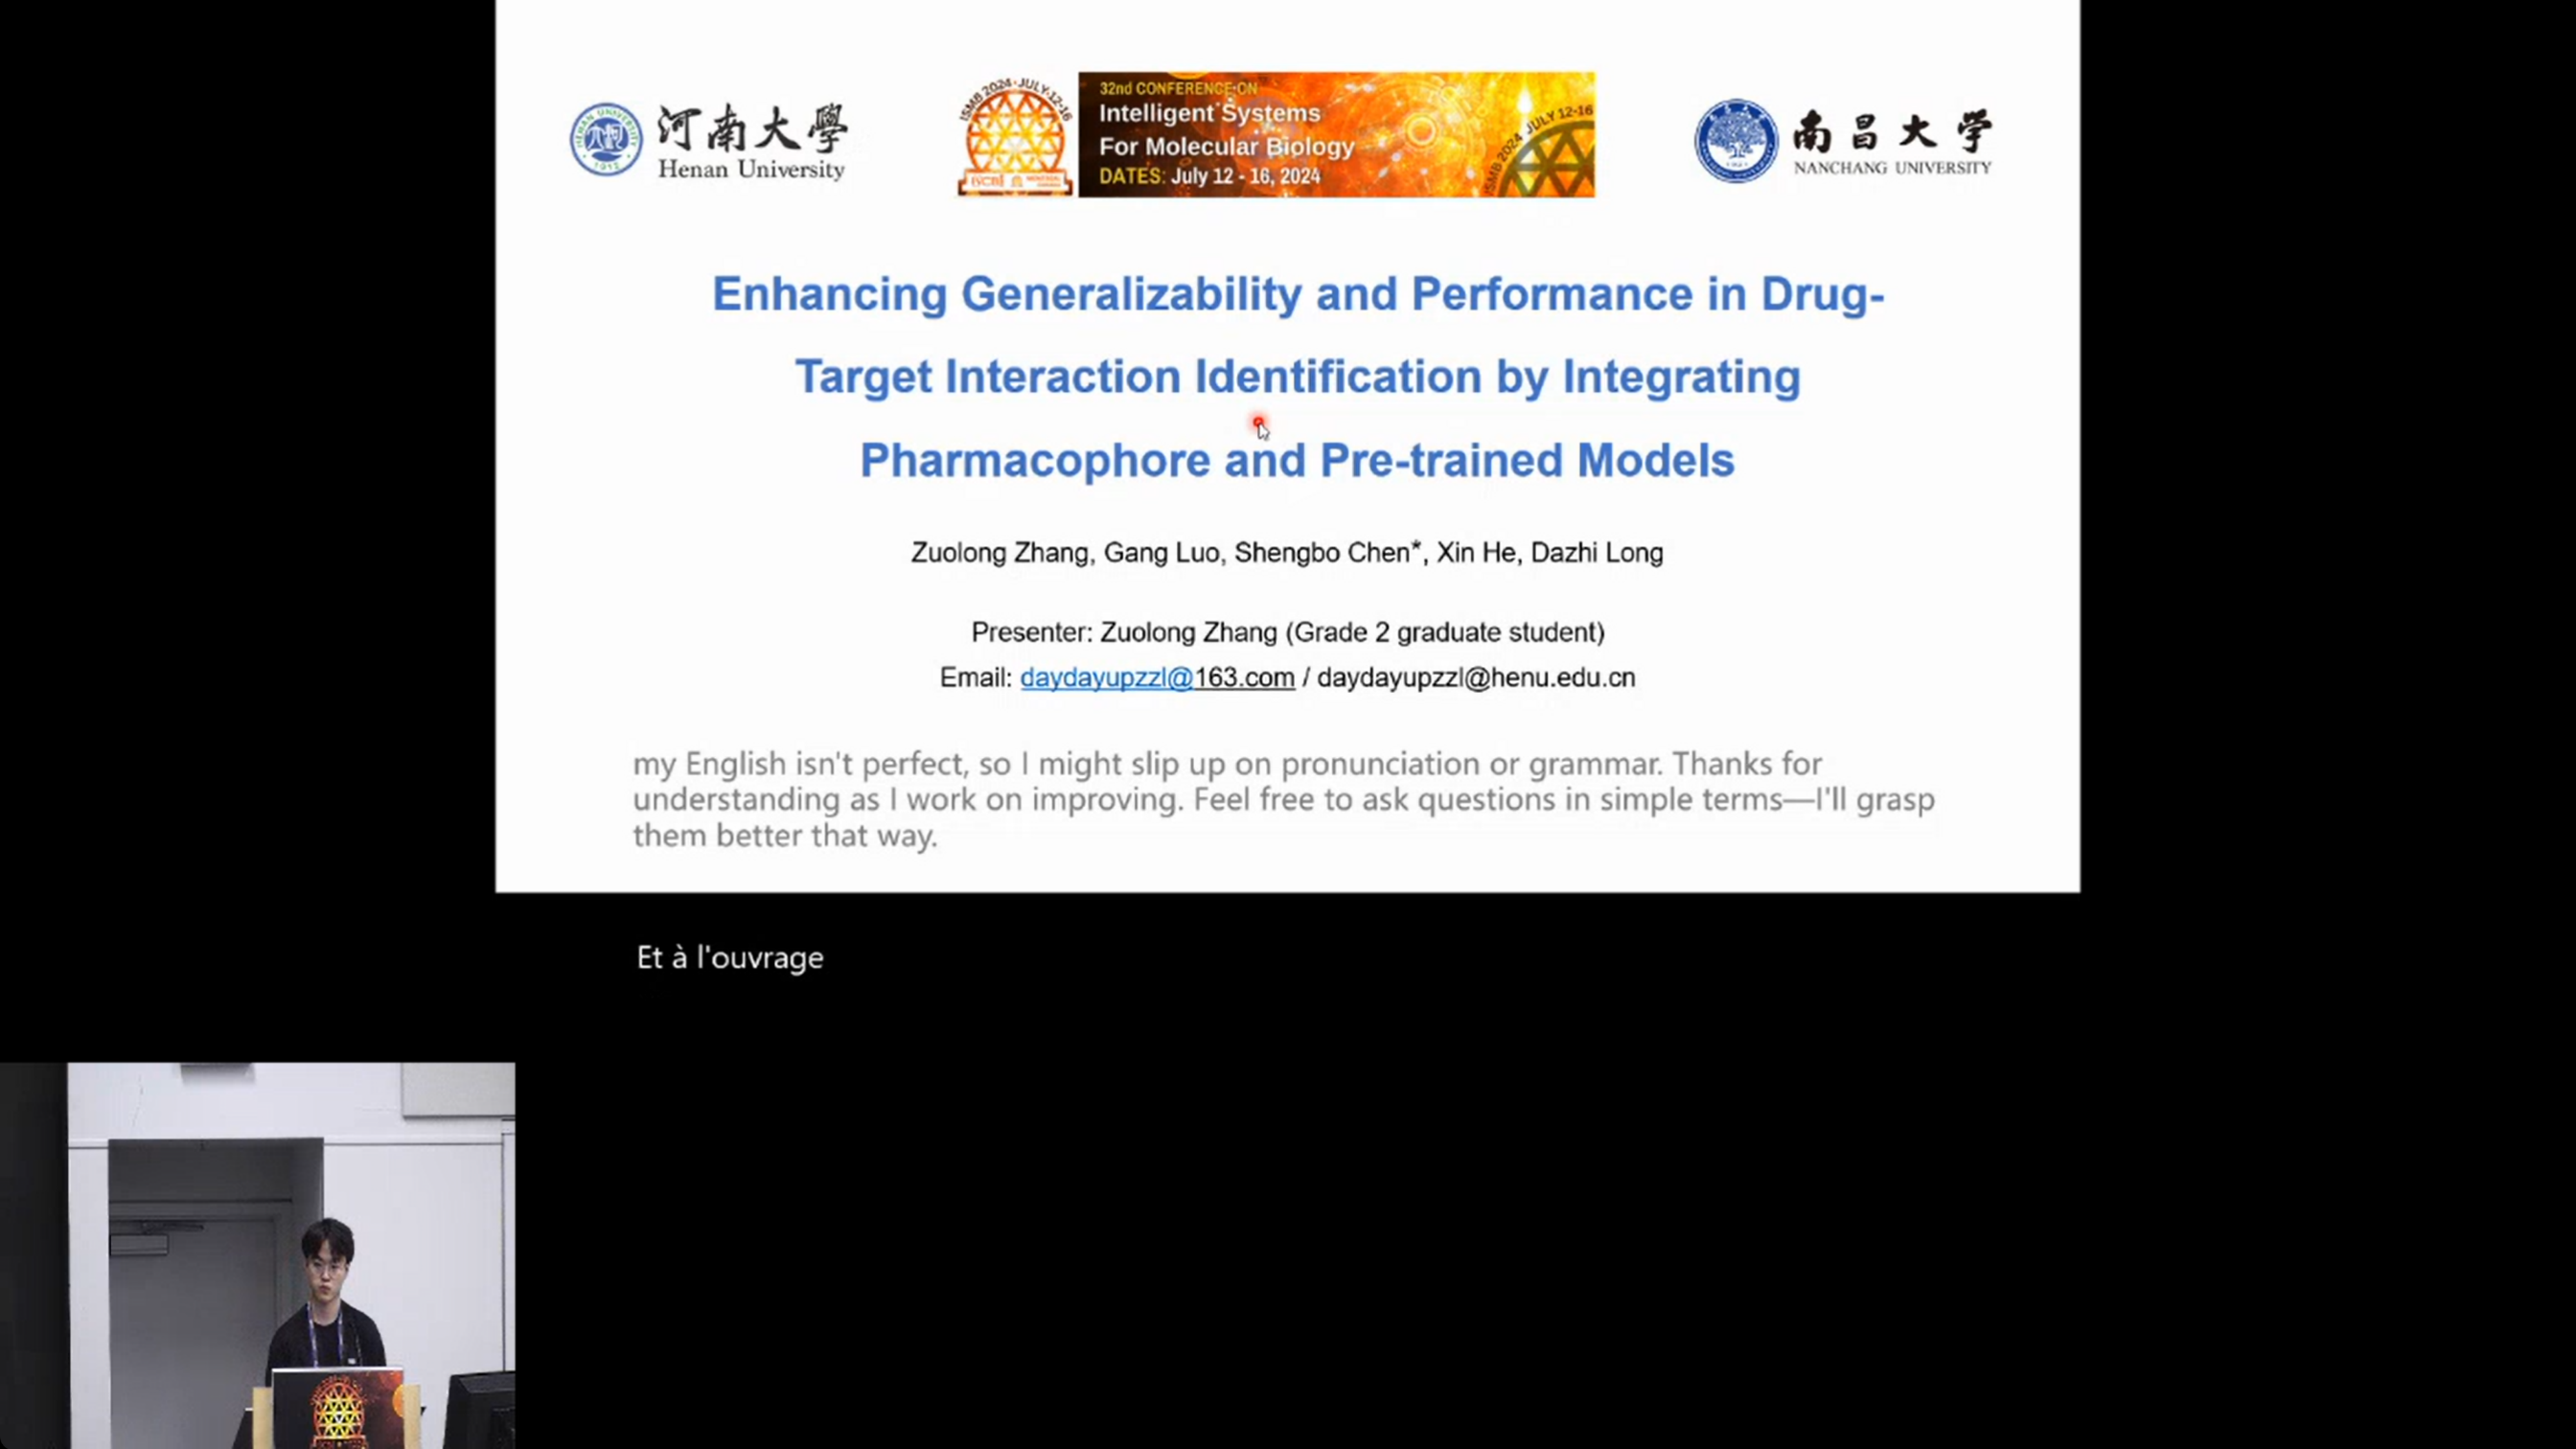 河南大學
Henan University
HENAN UNIVERSITY
1912
ISMB 2024 · JULY 12-16
32nd CONFERENCE ON
Intelligent Systems
For Molecular Biology
DATES: July 12 - 16, 2024
ISMB 2024 JULY 12-16
南昌大学
NANCHANG UNIVERSITY
Enhancing Generalizability and Performance in Drug-
Target Interaction Identification by Integrating
Pharmacophore and Pre-trained Models
Zuolong Zhang, Gang Luo, Shengbo Chen*, Xin He, Dazhi Long
Presenter: Zuolong Zhang (Grade 2 graduate student)
Email: daydayupzzl@163.com / daydayupzzl@henu.edu.cn
my English isn't perfect, so I might slip up on pronunciation or grammar. Thanks for
understanding as I work on improving. Feel free to ask questions in simple terms—I'll grasp
them better that way.
Et à l'ouvrage